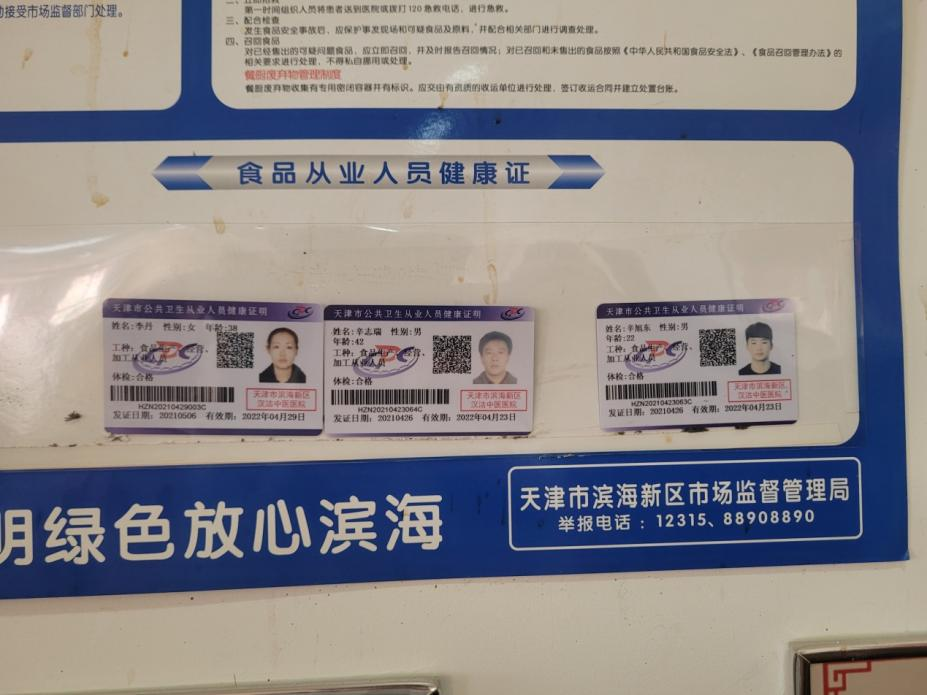 动接受市场监督部门处理。
第一时间组织人员将患者送到医院或拨打120急救电话，进行急救。
三、配合检查
发生食品安全事故后，应保护事发现场和可疑食品及原料，并配合相关部门进行调查处理。
四、召回食品
对已经售出的可疑问题食品，应立即召回，并及时报告召回情况；对已召回和未售出的食品按照《中华人民共和国食品安全法》、《食品召回管理办法》的
相关要求进行处理，不得私自挪用或处理。
餐厨废弃物管理制度
餐厨废弃物收集有专用密闭容器并有标识。应交由有资质的收运单位进行处理，签订收运合同并建立处置台账。
食品从业人员健康证
天津市公共卫生从业人员健康证明
姓名:李丹 性别:女 年龄:38
工种: 食品生产、经营、
加工从业人员
体检:合格
天津市滨海新区
汉沽中医医院
HZN20210429003C
发证日期: 20210506 有效期: 2022年04月29日
天津市公共卫生从业人员健康证明
姓名:辛志瑞 性别:男
年龄:42
工种: 食品生产、经营、
加工从业人员
体检:合格
天津市滨海新区
汉沽中医医院
HZN20210423064C
发证日期: 20210426 有效期: 2022年04月23日
天津市公共卫生从业人员健康证明
姓名:辛旭东 性别:男
年龄:22
工种: 食品生产、经营、
加工从业人员
体检:合格
天津市滨海新区
汉沽中医医院
HZN20210423063C
发证日期: 20210426 有效期: 2022年04月23日
明绿色放心滨海
天津市滨海新区市场监督管理局
举报电话：12315、88908890